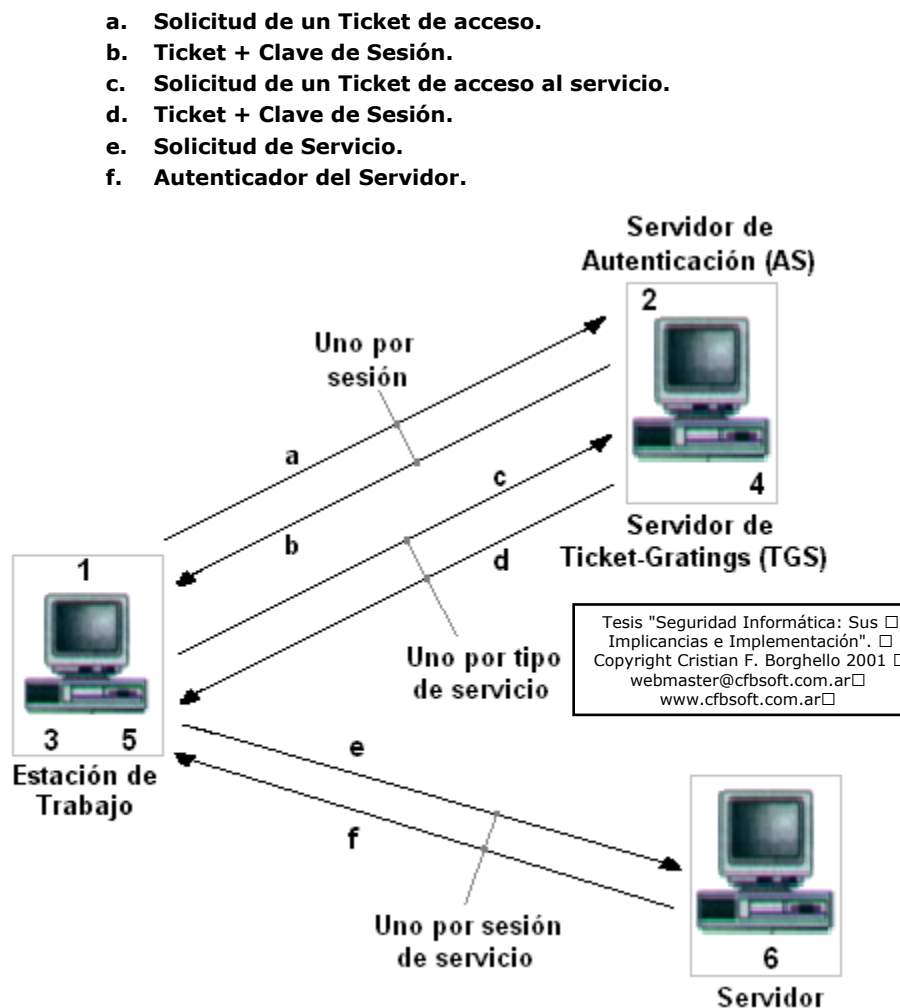 a. Solicitud de un Ticket de acceso.
b. Ticket + Clave de Sesión.
c. Solicitud de un Ticket de acceso al servicio.
d. Ticket + Clave de Sesión.
e. Solicitud de Servicio.
f. Autenticador del Servidor.
Servidor de
Autenticación (AS)
2
Uno por
sesión
a
c
4
b
d
Servidor de
Ticket-Gratings (TGS)
1
Tesis "Seguridad Informática: Sus □
Implicancias e Implementación". □
Copyright Cristian F. Borghello 2001 □
webmaster@cfbsoft.com.ar□
www.cfbsoft.com.ar□
Uno por tipo
de servicio
3 5
Estación de
Trabajo
e
f
Uno por sesión
de servicio
6
Servidor